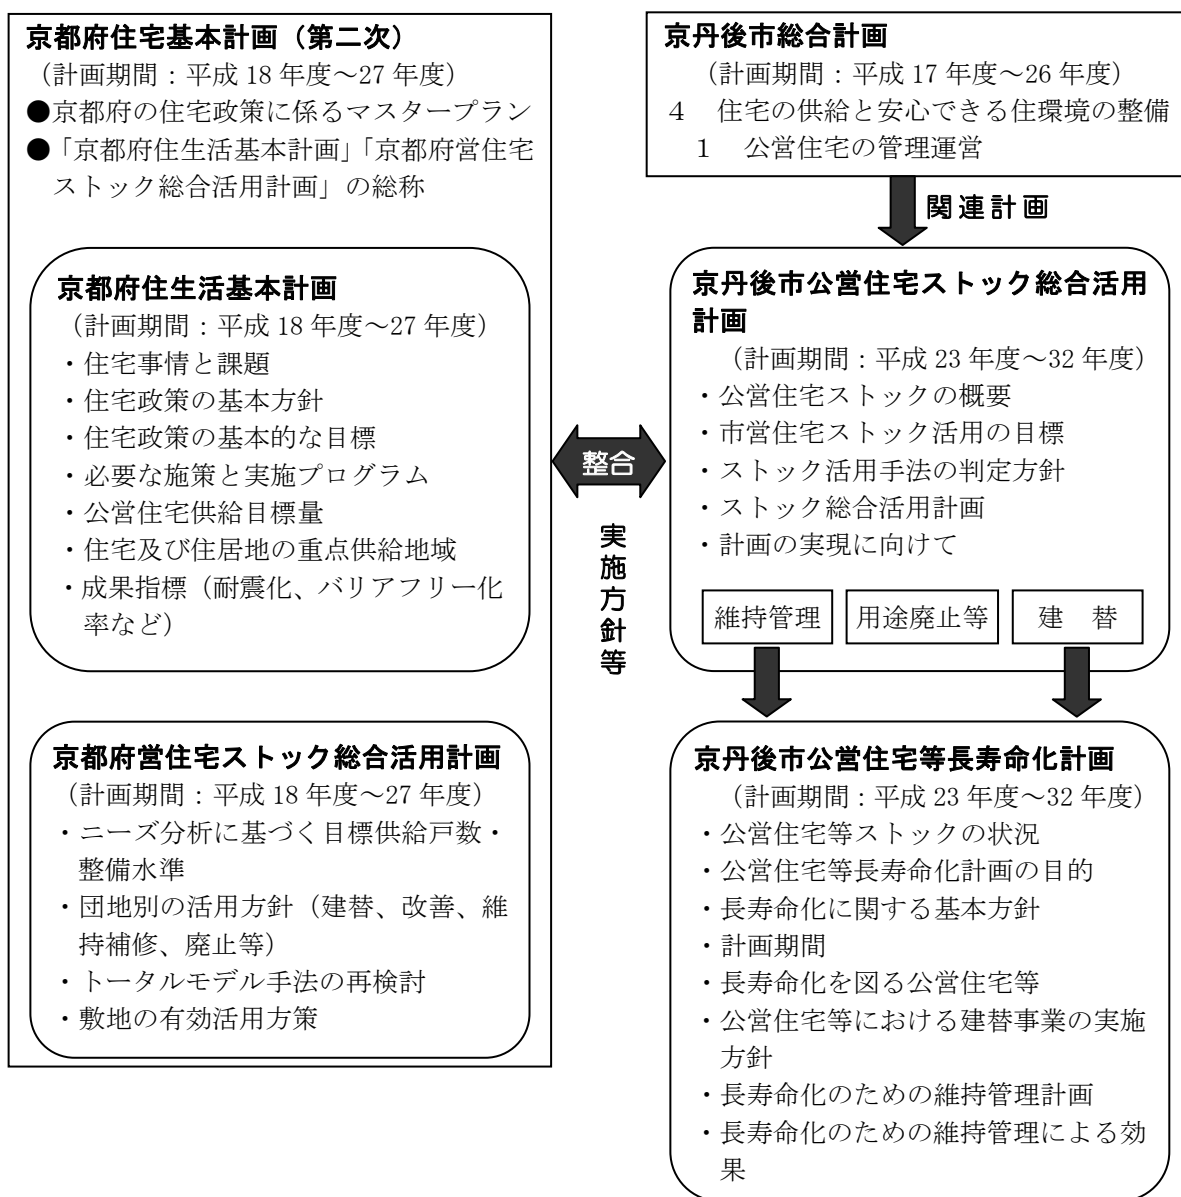 京都府住宅基本計画（第二次）
（計画期間：平成 18 年度～27 年度）
●京都府の住宅政策に係るマスタープラン
●「京都府住生活基本計画」「京都府営住宅
ストック総合活用計画」の総称
京都府住生活基本計画
（計画期間：平成 18 年度～27 年度）
・住宅事情と課題
・住宅政策の基本方針
・住宅政策の基本的な目標
・必要な施策と実施プログラム
・公営住宅供給目標量
・住宅及び住居地の重点供給地域
・成果指標（耐震化、バリアフリー化
率など）
京都府営住宅ストック総合活用計画
（計画期間：平成 18 年度～27 年度）
・ニーズ分析に基づく目標供給戸数・
整備水準
・団地別の活用方針（建替、改善、維
持補修、廃止等）
・トータルモデル手法の再検討
・敷地の有効活用方策
整合
実施方針等
京丹後市総合計画
（計画期間：平成 17 年度～26 年度）
４　住宅の供給と安心できる住環境の整備
１　公営住宅の管理運営
関連計画
京丹後市公営住宅ストック総合活用
計画
（計画期間：平成 23 年度～32 年度）
・公営住宅ストックの概要
・市営住宅ストック活用の目標
・ストック活用手法の判定方針
・ストック総合活用計画
・計画の実現に向けて
維持管理　用途廃止等　建　替
京丹後市公営住宅等長寿命化計画
（計画期間：平成 23 年度～32 年度）
・公営住宅等ストックの状況
・公営住宅等長寿命化計画の目的
・長寿命化に関する基本方針
・計画期間
・長寿命化を図る公営住宅等
・公営住宅等における建替事業の実施
方針
・長寿命化のための維持管理計画
・長寿命化のための維持管理による効
果